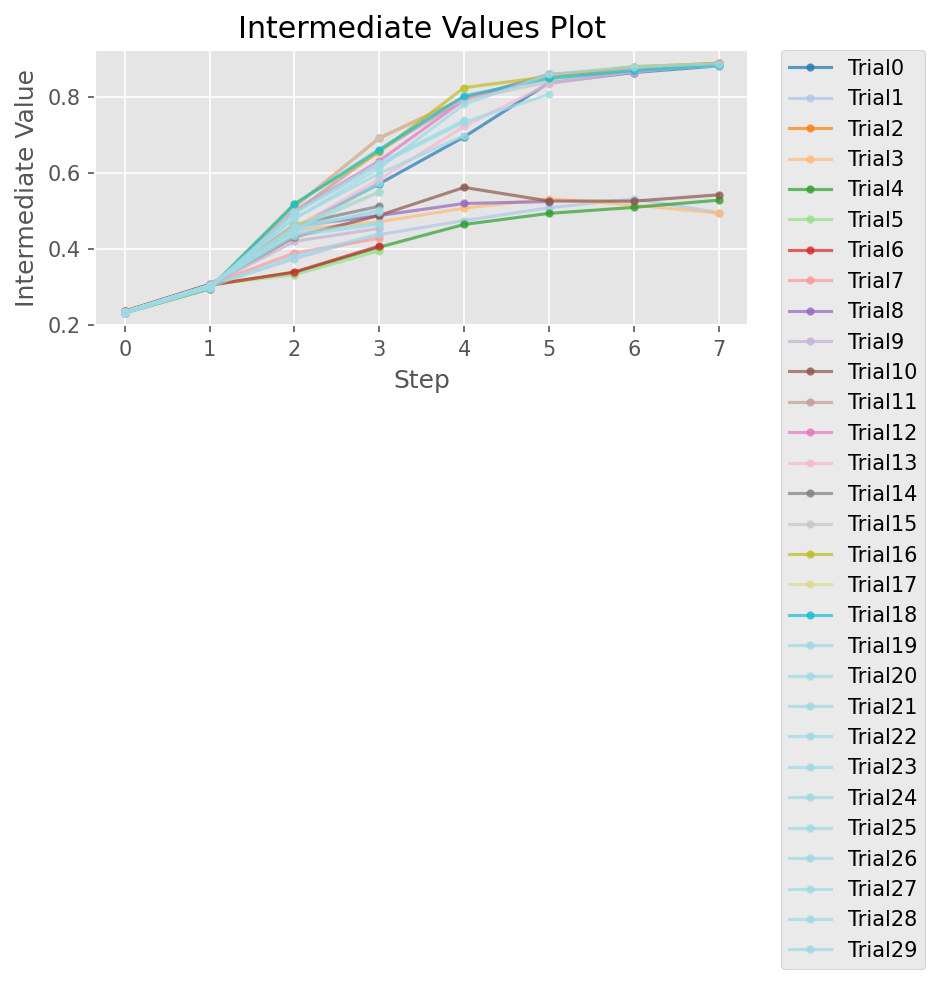 Intermediate Values Plot
Intermediate Value
0.8
0.6
0.4
0.2
0 1 2 3 4 5 6 7
Step
Trial0
Trial1
Trial2
Trial3
Trial4
Trial5
Trial6
Trial7
Trial8
Trial9
Trial10
Trial11
Trial12
Trial13
Trial14
Trial15
Trial16
Trial17
Trial18
Trial19
Trial20
Trial21
Trial22
Trial23
Trial24
Trial25
Trial26
Trial27
Trial28
Trial29